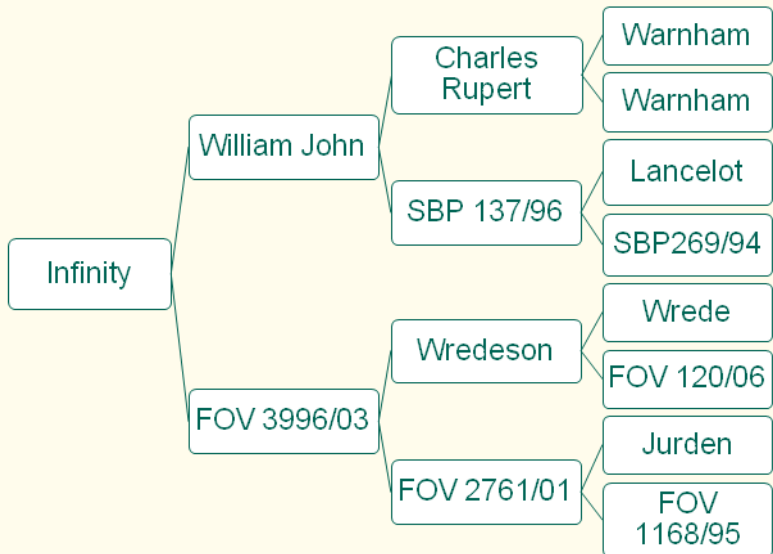 Warnham
Charles
Rupert
Warnham
William John
Lancelot
SBP 137/96
SBP269/94
Infinity
Wrede
Wredeson
FOV 120/06
FOV 3996/03
Jurden
FOV 2761/01
FOV
1168/95